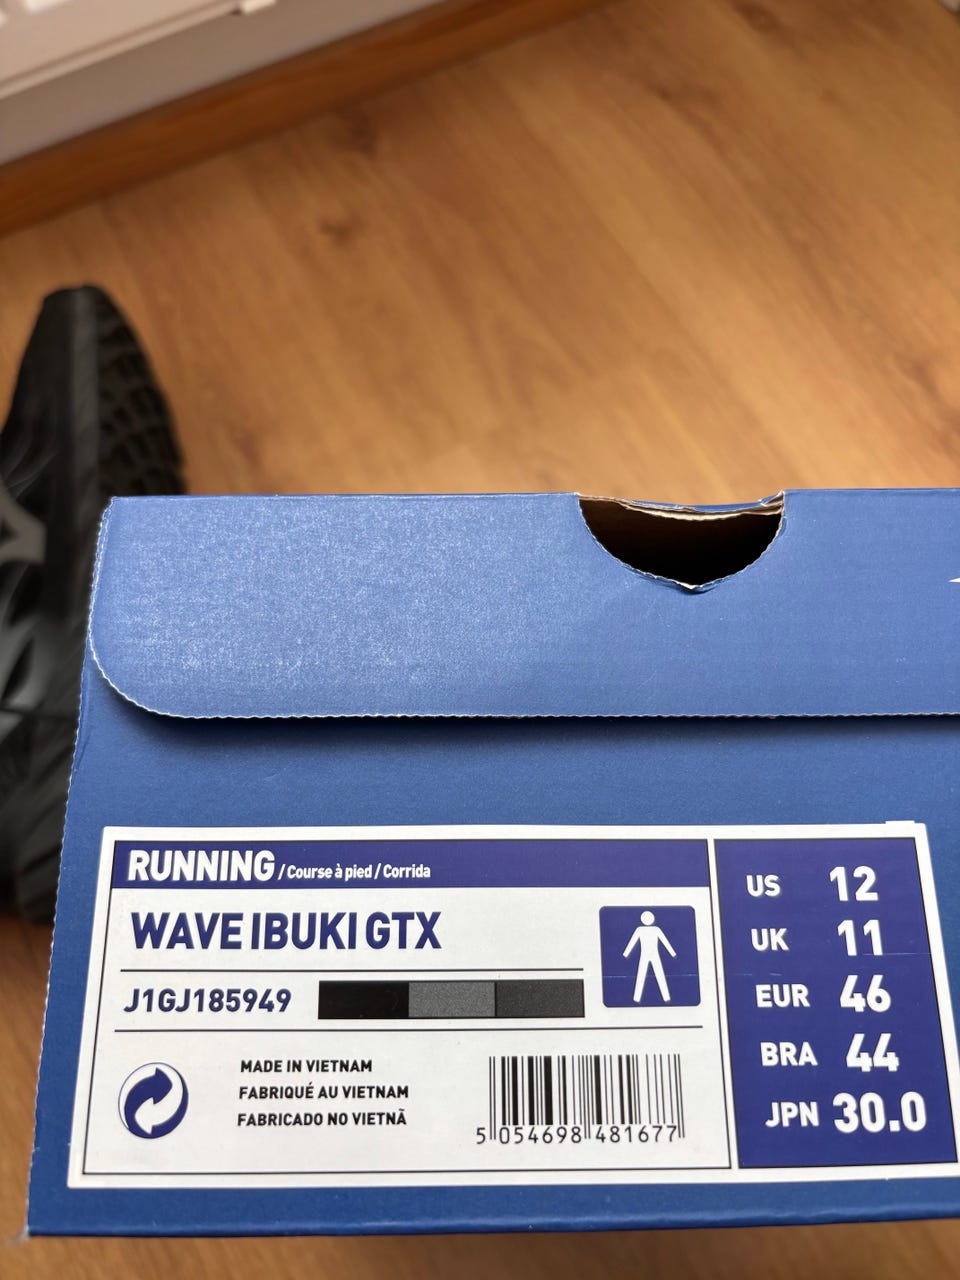 RUNNING / Course à pied / Corrida
WAVE IBUKI GTX
J1GJ185949
MADE IN VIETNAM
FABRIQUÉ AU VIETNAM
FABRICADO NO VIETNÃ
5 054698 481677
US 12
UK 11
EUR 46
BRA 44
JPN 30.0